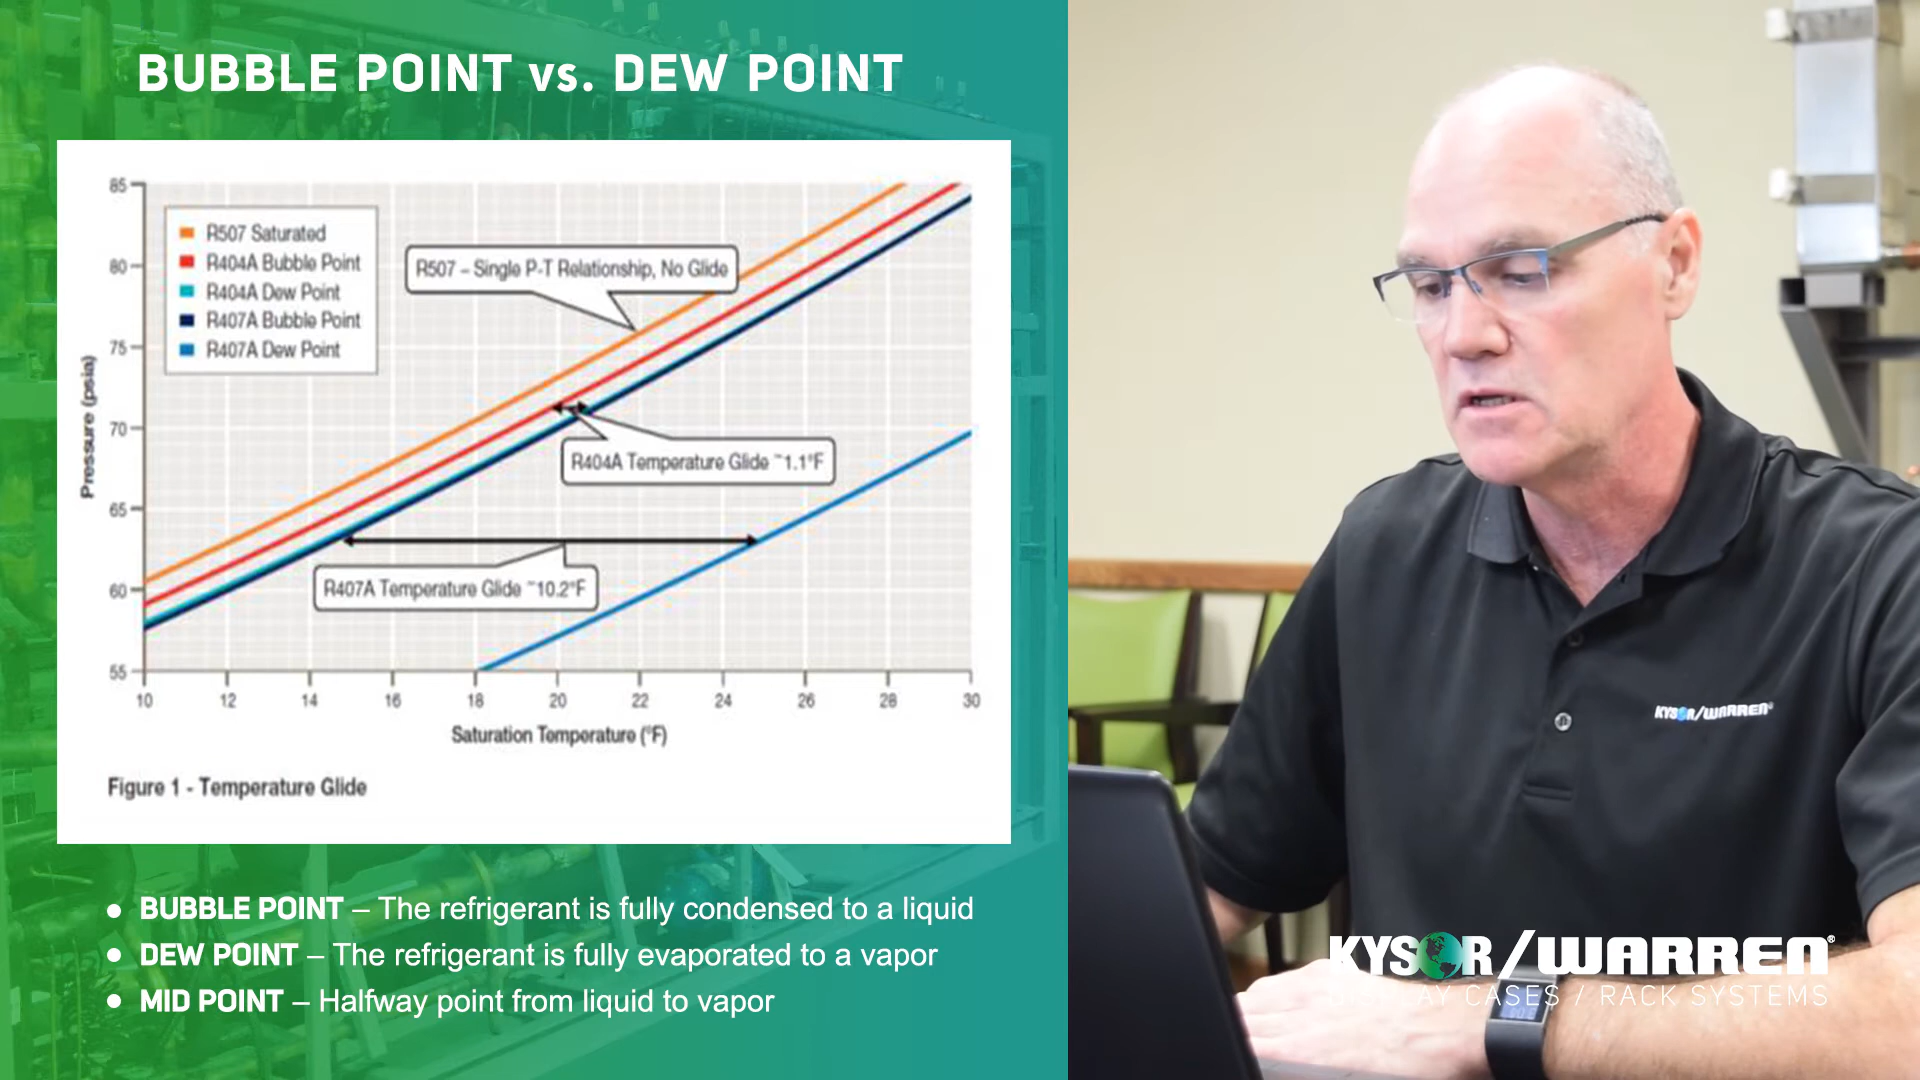 BUBBLE POINT vs. DEW POINT
85
80
75
70
65
60
55
Pressure (psia)
R507 Saturated
R404A Bubble Point
R404A Dew Point
R407A Bubble Point
R407A Dew Point
R507 – Single P-T Relationship, No Glide
R404A Temperature Glide ~1.1°F
R407A Temperature Glide ~10.2°F
10 12 14 16 18 20 22 24 26 28 30
Saturation Temperature (°F)
Figure 1 - Temperature Glide
• BUBBLE POINT – The refrigerant is fully condensed to a liquid
• DEW POINT – The refrigerant is fully evaporated to a vapor
• MID POINT – Halfway point from liquid to vapor
KYSOR/WARREN®
KYSOR/WARREN®
DISPLAY CASES / RACK SYSTEMS